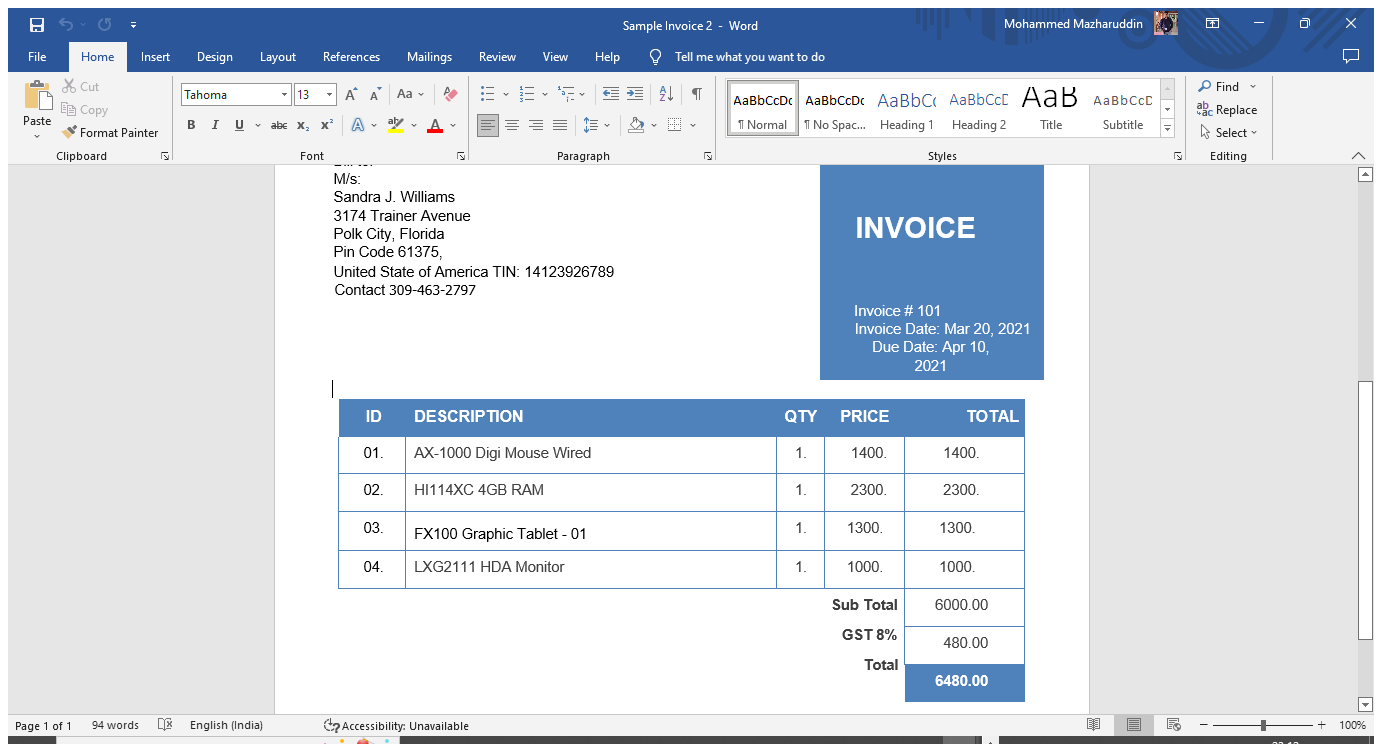 Sample Invoice 2 - Word
Mohammed Mazharuddin
File Home Insert Design Layout References Mailings Review View Help Tell me what you want to do
Paste
Cut
Copy
Format Painter
Clipboard
Tahoma 13
Font
Paragraph
AaBbCcDc AaBbCcDc AaBbCc AaBbCcD AaB AaBbCcD
¶ Normal ¶ No Spac... Heading 1 Heading 2 Title Subtitle
Styles
Find
Replace
Select
Editing
M/s:
Sandra J. Williams
3174 Trainer Avenue
Polk City, Florida
Pin Code 61375,
United State of America TIN: 14123926789
Contact 309-463-2797
INVOICE
Invoice # 101
Invoice Date: Mar 20, 2021
Due Date: Apr 10,
2021
ID DESCRIPTION QTY PRICE TOTAL
01. AX-1000 Digi Mouse Wired 1. 1400. 1400.
02. HI114XC 4GB RAM 1. 2300. 2300.
03. FX100 Graphic Tablet - 01 1. 1300. 1300.
04. LXG2111 HDA Monitor 1. 1000. 1000.
Sub Total 6000.00
GST 8% 480.00
Total 6480.00
Page 1 of 1 94 words English (India) Accessibility: Unavailable 100%